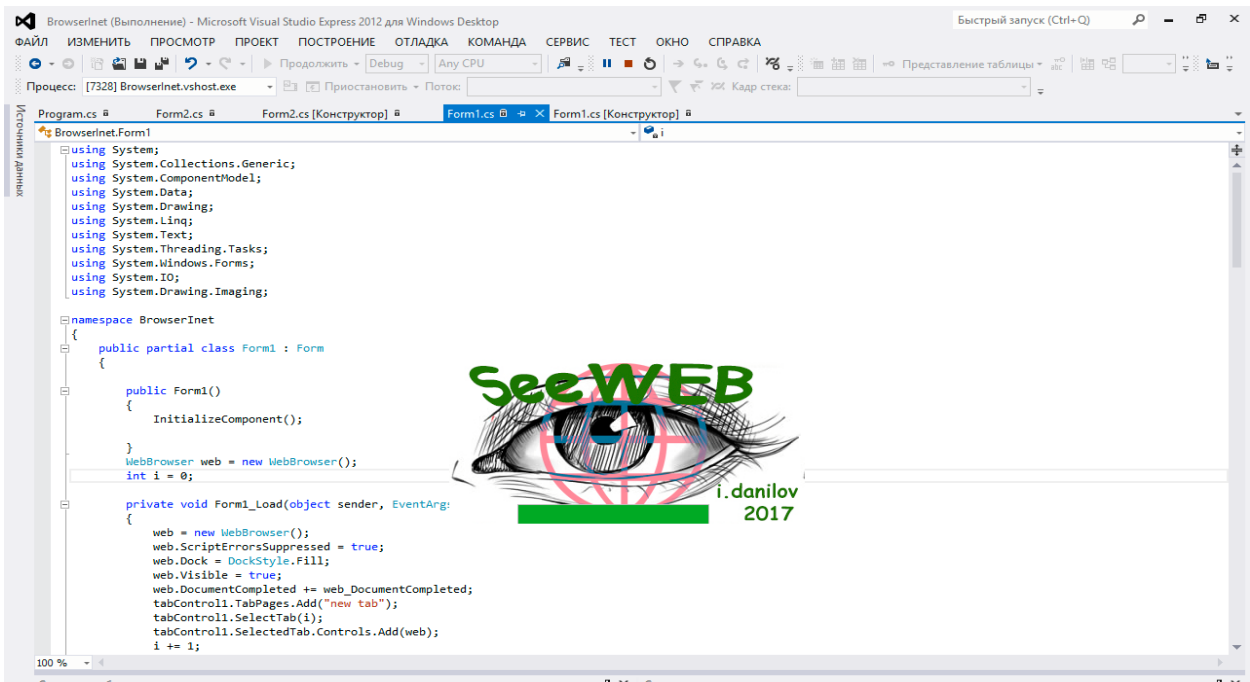 BrowserInet (Выполнение) - Microsoft Visual Studio Express 2012 для Windows Desktop
Быстрый запуск (Ctrl+Q)
ФАЙЛ ИЗМЕНИТЬ ПРОСМОТР ПРОЕКТ ПОСТРОЕНИЕ ОТЛАДКА КОМАНДА СЕРВИС ТЕСТ ОКНО СПРАВКА
Продолжить Debug Any CPU Представление таблицы
Процесс: [7328] BrowserInet.vshost.exe Приостановить Поток: Кадр стека:
Источники данных
Program.cs Form2.cs Form2.cs [Конструктор] Form1.cs Form1.cs [Конструктор]
BrowserInet.Form1 i
using System;
using System.Collections.Generic;
using System.ComponentModel;
using System.Data;
using System.Drawing;
using System.Linq;
using System.Text;
using System.Threading.Tasks;
using System.Windows.Forms;
using System.IO;
using System.Drawing.Imaging;
namespace BrowserInet
{
public partial class Form1 : Form
{
public Form1()
{
InitializeComponent();
}
WebBrowser web = new WebBrowser();
int i = 0;
private void Form1_Load(object sender, EventArg
{
web = new WebBrowser();
web.ScriptErrorsSuppressed = true;
web.Dock = DockStyle.Fill;
web.Visible = true;
web.DocumentCompleted += web_DocumentCompleted;
tabControl1.TabPages.Add("new tab");
tabControl1.SelectTab(i);
tabControl1.SelectedTab.Controls.Add(web);
i += 1;
SeeWEB
i.danilov
2017
100 %